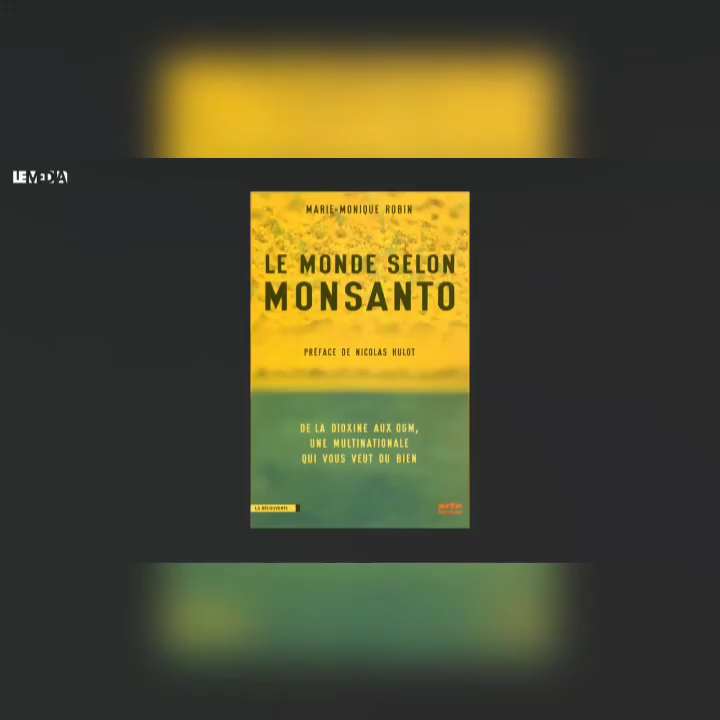 LE MEDIA
MARIE-MONIQUE ROBIN
LE MONDE SELON
MONSANTO
PRÉFACE DE NICOLAS HULOT
DE LA DIOXINE AUX OGM,
UNE MULTINATIONALE
QUI VOUS VEUT DU BIEN
LA DÉCOUVERTE
arte